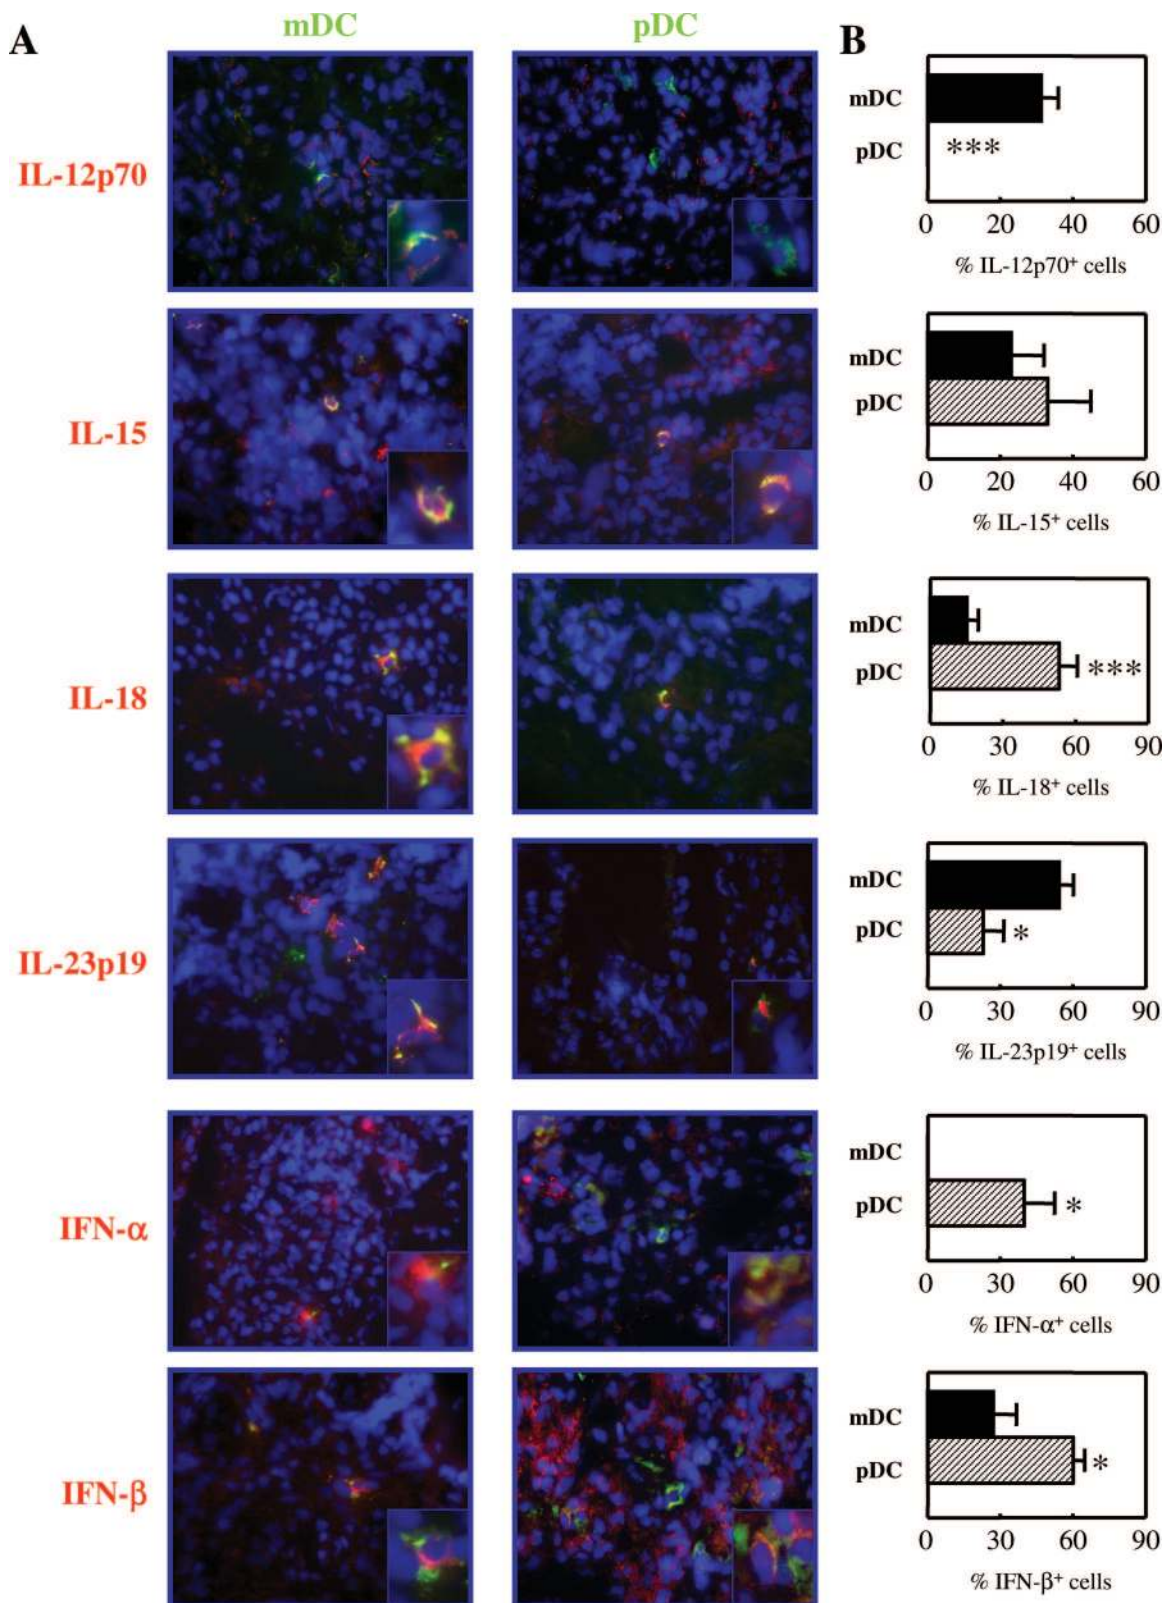 A
mDC
pDC
B
IL-12p70
mDC
pDC
***
0 20 40 60
% IL-12p70⁺ cells
IL-15
mDC
pDC
0 20 40 60
% IL-15⁺ cells
IL-18
mDC
pDC
***
0 30 60 90
% IL-18⁺ cells
IL-23p19
mDC
pDC
*
0 30 60 90
% IL-23p19⁺ cells
IFN-α
mDC
pDC
*
0 30 60 90
% IFN-α⁺ cells
IFN-β
mDC
pDC
*
0 30 60 90
% IFN-β⁺ cells